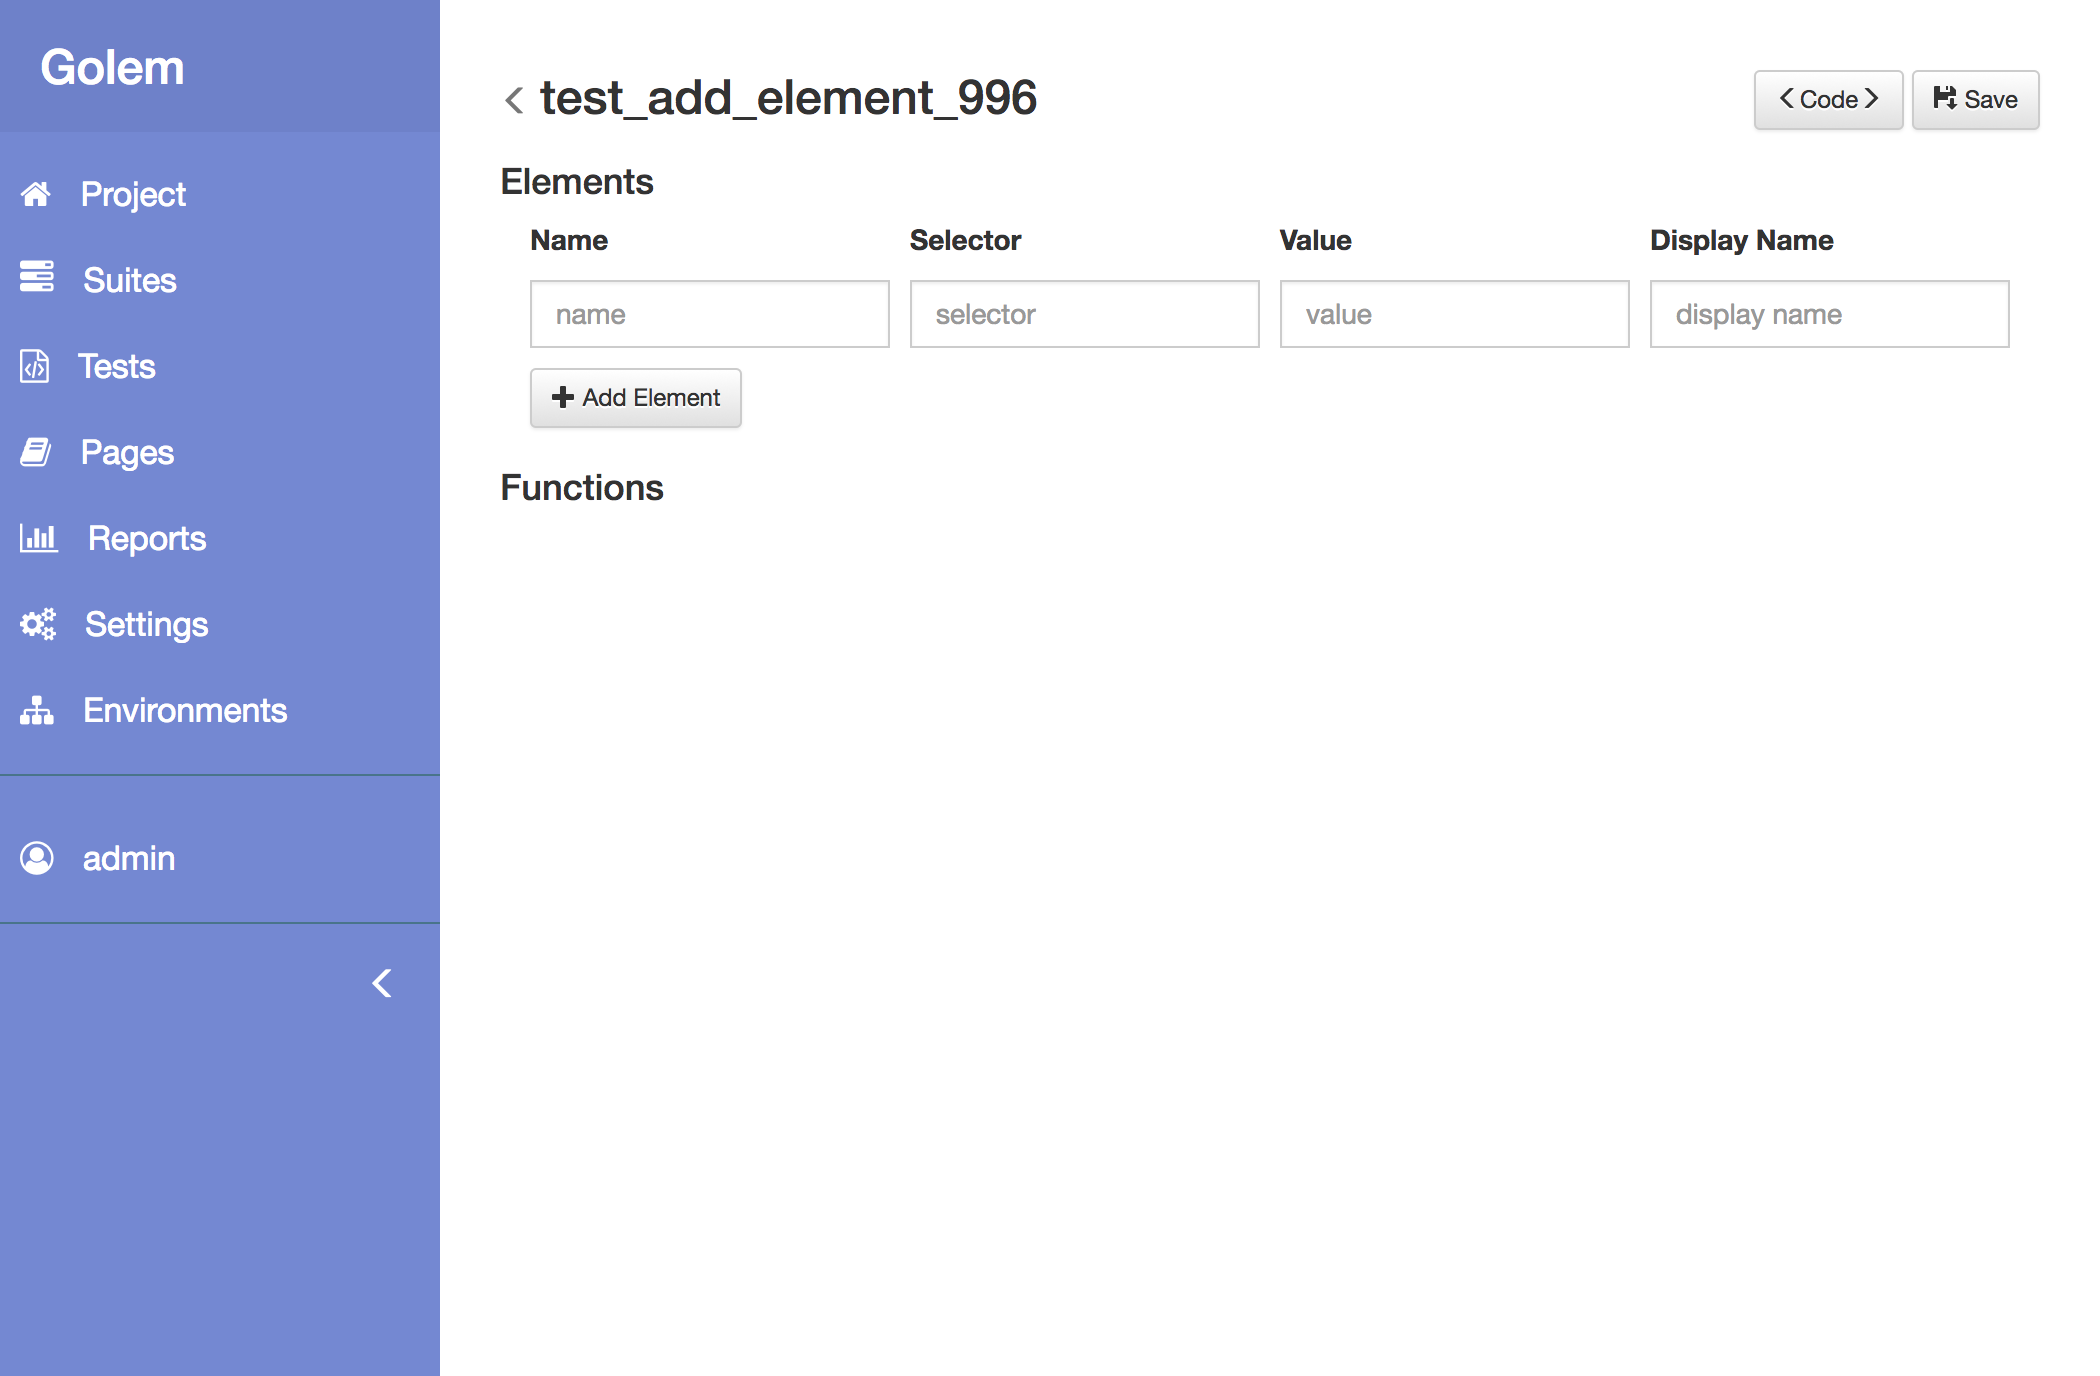 Golem
Project
Suites
Tests
Pages
Reports
Settings
Environments
admin
test_add_element_996
Code
Save
Elements
Name Selector Value Display Name
name selector value display name
Add Element
Functions